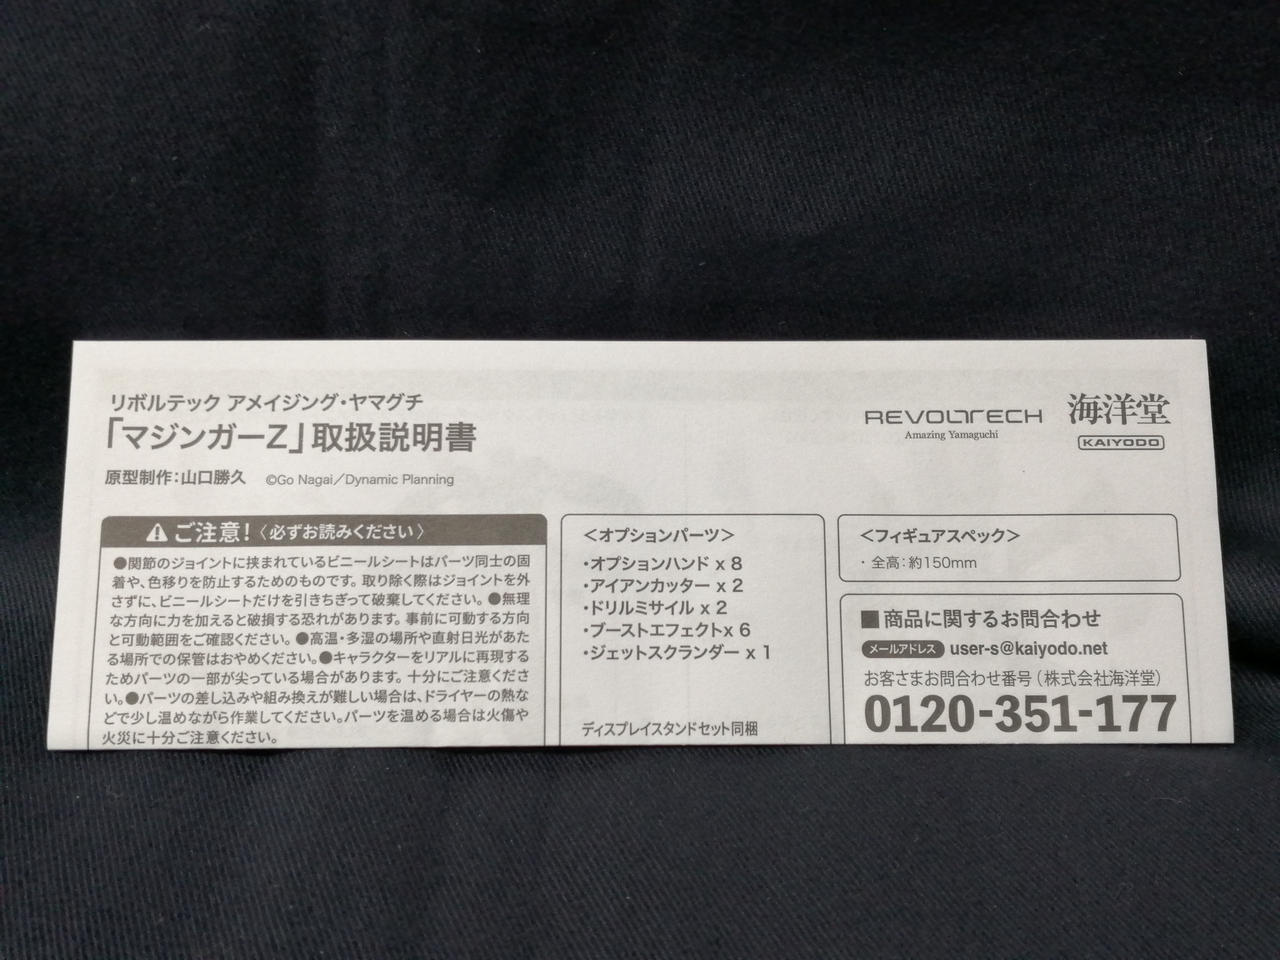 リボルテック アメイジング・ヤマグチ
「マジンガーZ」取扱説明書
原型制作：山口勝久 ©Go Nagai／Dynamic Planning
REVOLTECH
Amazing Yamaguchi
海洋堂
KAIYODO
ご注意！〈必ずお読みください〉
●関節のジョイントに挟まれているビニールシートはパーツ同士の固
着や、色移りを防止するためのものです。取り除く際はジョイントを外
さずに、ビニールシートだけを引きちぎって破棄してください。●無理
な方向に力を加えると破損する恐れがあります。事前に可動する方向
と可動範囲をご確認ください。●高温・多湿の場所や直射日光があた
る場所での保管はおやめください。●キャラクターをリアルに再現する
ためパーツの一部が尖っている場合があります。十分にご注意くださ
い。●パーツの差し込みや組み換えが難しい場合は、ドライヤーの熱な
どで少し温めながら作業してください。パーツを温める場合は火傷や
火災に十分ご注意ください。
＜オプションパーツ＞
・オプションハンド x 8
・アイアンカッター x 2
・ドリルミサイル x 2
・ブーストエフェクトx 6
・ジェットスクランダー x 1
ディスプレイスタンドセット同梱
＜フィギュアスペック＞
・全高：約150mm
■商品に関するお問合わせ
メールアドレス user-s@kaiyodo.net
お客さまお問合わせ番号（株式会社海洋堂）
0120-351-177